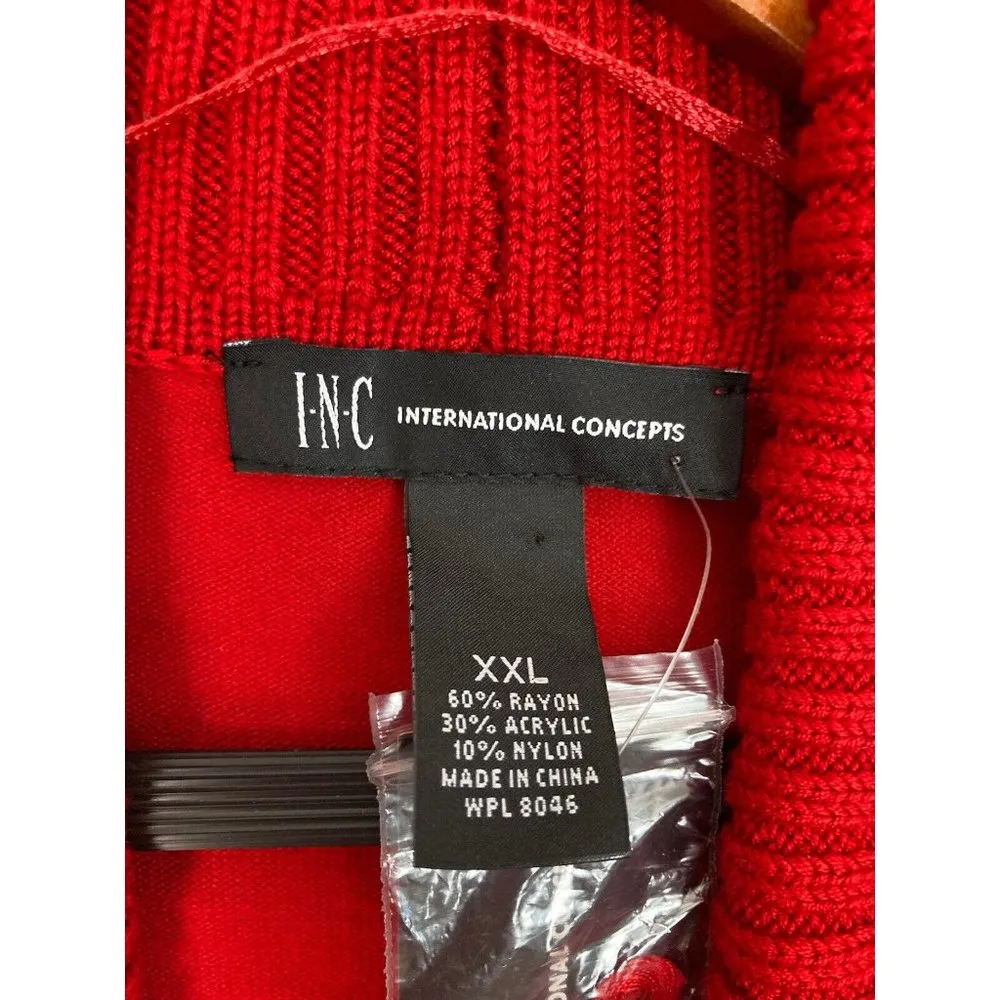 I·N·C INTERNATIONAL CONCEPTS
XXL
60% RAYON
30% ACRYLIC
10% NYLON
MADE IN CHINA
WPL 8046